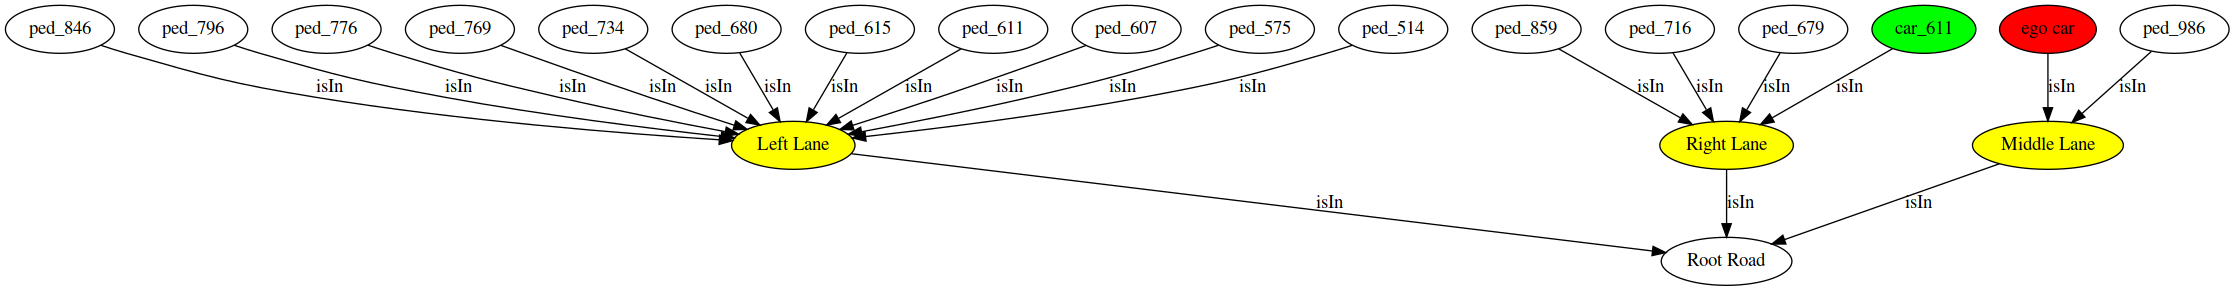 ped_846 ped_796 ped_776 ped_769 ped_734 ped_680 ped_615 ped_611 ped_607 ped_575 ped_514 ped_859 ped_716 ped_679 car_611 ego car ped_986
isIn isIn isIn isIn isIn isIn isIn isIn isIn isIn isIn isIn isIn isIn isIn isIn isIn
Left Lane Right Lane Middle Lane
isIn isIn isIn
Root Road